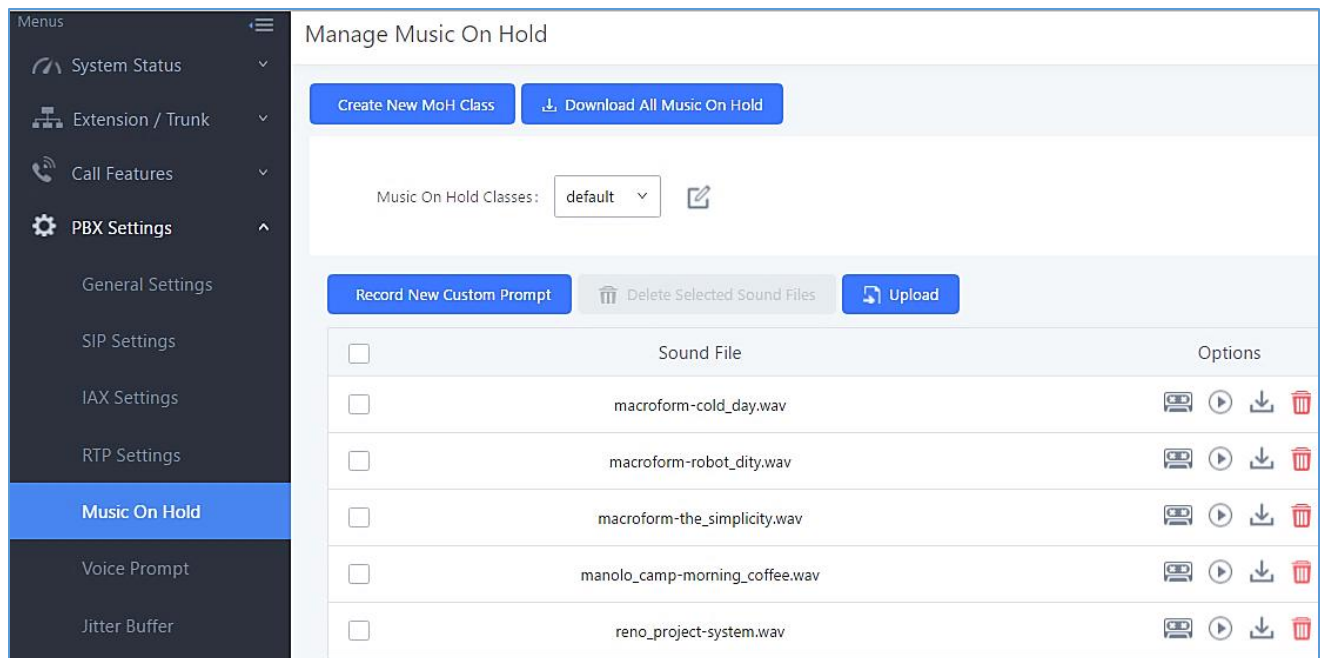 Menus
System Status
Extension / Trunk
Call Features
PBX Settings
General Settings
SIP Settings
IAX Settings
RTP Settings
Music On Hold
Voice Prompt
Jitter Buffer
Manage Music On Hold
Create New MoH Class
Download All Music On Hold
Music On Hold Classes: default
Record New Custom Prompt
Delete Selected Sound Files
Upload
Sound File Options
macroform-cold_day.wav
macroform-robot_dity.wav
macroform-the_simplicity.wav
manolo_camp-morning_coffee.wav
reno_project-system.wav